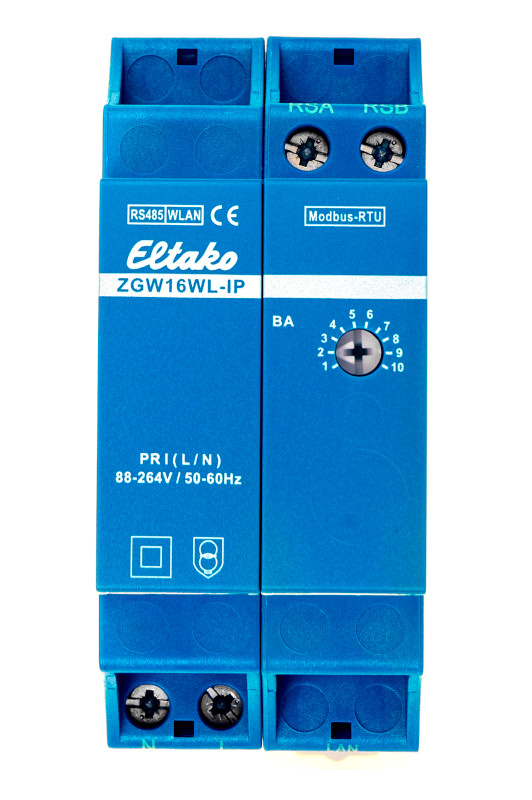 RSA RSB
RS485 WLAN CE
Modbus-RTU
Eltako
ZGW16WL-IP
BA
1 2 3 4 5 6 7 8 9 10
PRI(L/N)
88-264V/50-60Hz
N L
LAN